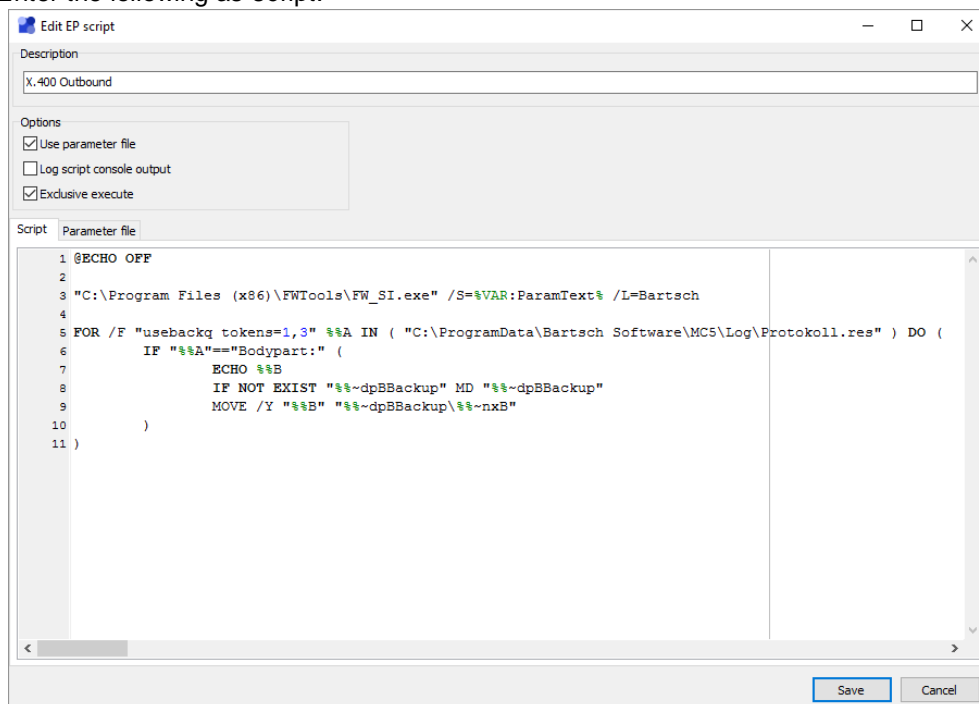 Enter the following as script:
Edit EP script
Description
X.400 Outbound
Options
Use parameter file
Log script console output
Exclusive execute
Script Parameter file
1 @ECHO OFF
2
3 "C:\Program Files (x86)\FWTools\FW_SI.exe" /S=%VAR:ParamText% /L=Bartsch
4
5 FOR /F "usebackq tokens=1,3" %%A IN ( "C:\ProgramData\Bartsch Software\MC5\Log\Protokoll.res" ) DO (
6 IF "%%A"=="Bodypart:" (
7 ECHO %%B
8 IF NOT EXIST "%%~dpBBackup" MD "%%~dpBBackup"
9 MOVE /Y "%%B" "%%~dpBBackup\%%~nxB"
10 )
11 )
Save Cancel